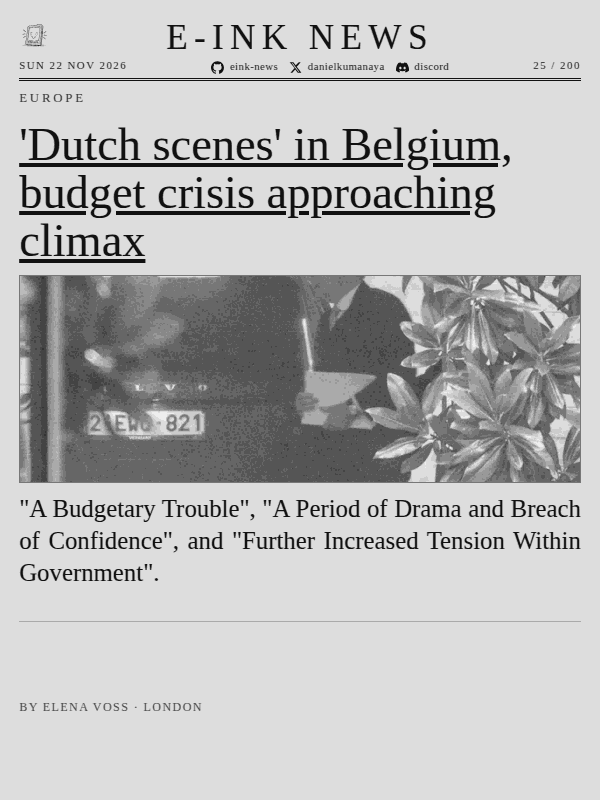 E-INK NEWS
SUN 22 NOV 2026
eink-news danielkumanaya discord
25 / 200
EUROPE
'Dutch scenes' in Belgium,
budget crisis approaching
climax
"A Budgetary Trouble", "A Period of Drama and Breach
of Confidence", and "Further Increased Tension Within
Government".
BY ELENA VOSS · LONDON